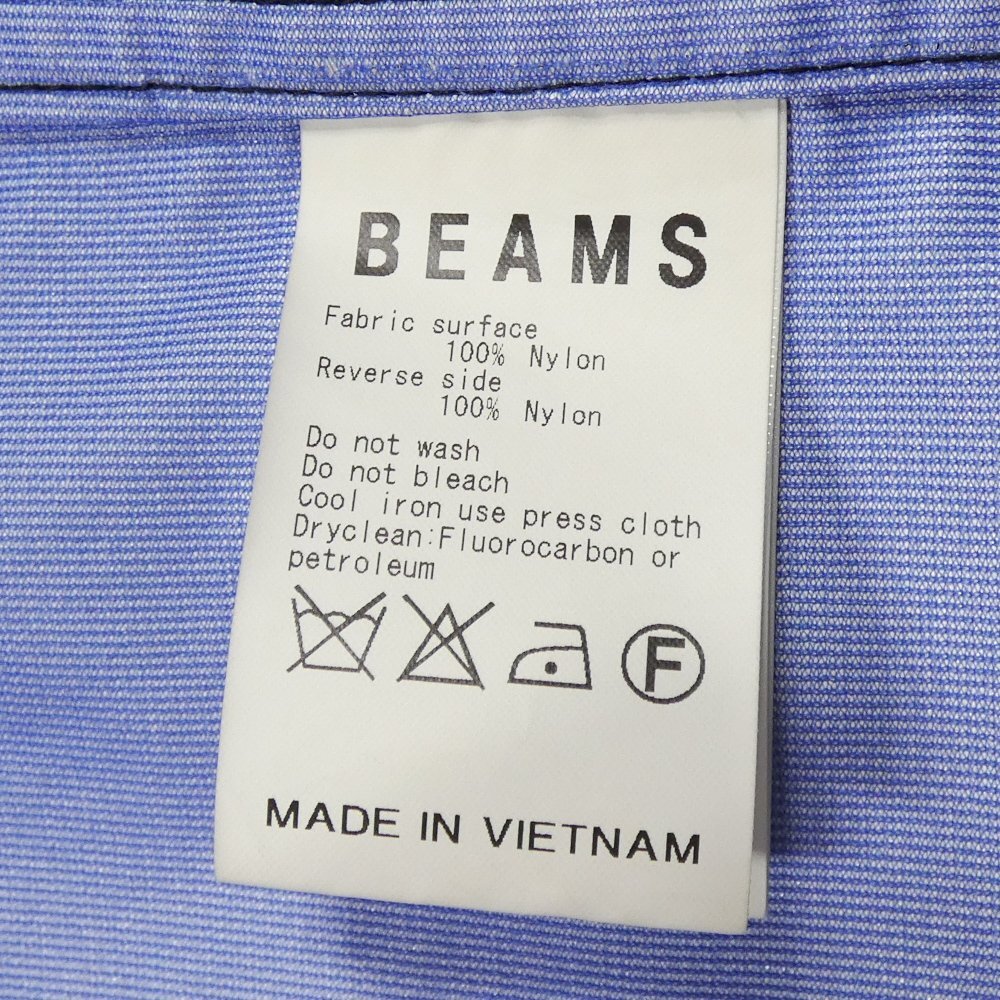 BEAMS
Fabric surface
100% Nylon
Reverse side
100% Nylon
Do not wash
Do not bleach
Cool iron use press cloth
Dryclean:Fluorocarbon or
petroleum
F
MADE IN VIETNAM